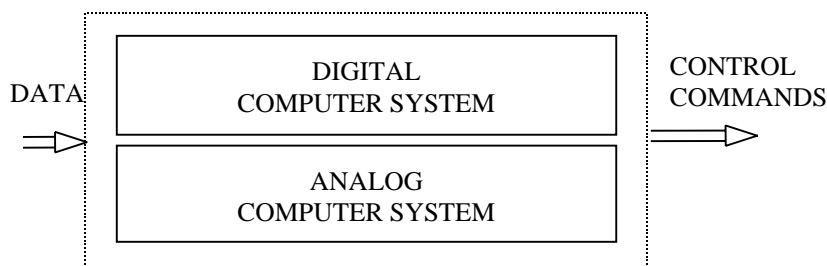 DATA
DIGITAL
COMPUTER SYSTEM
ANALOG
COMPUTER SYSTEM
CONTROL
COMMANDS